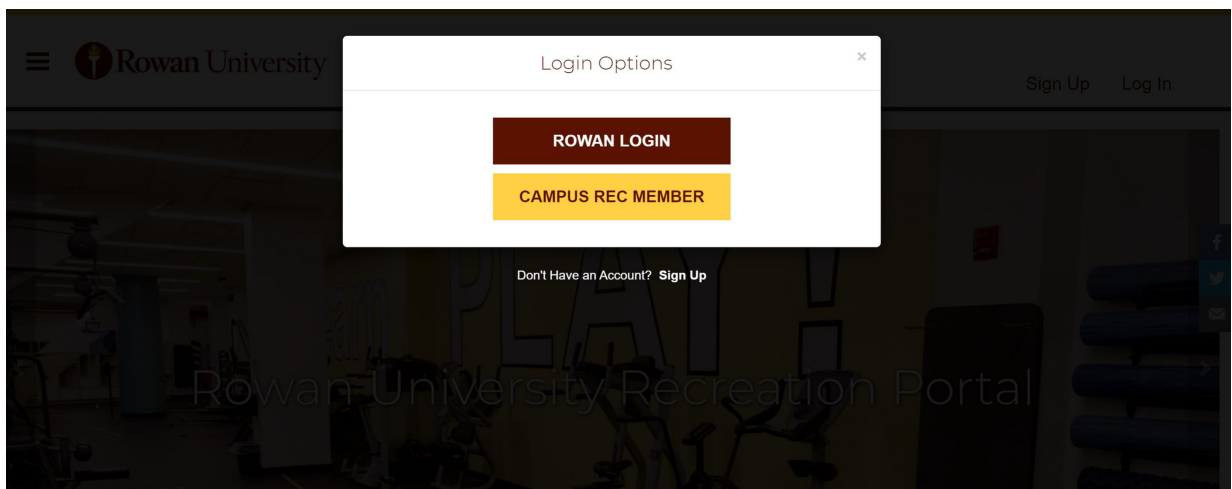 Rowan University
Login Options
×
Sign Up Log In
ROWAN LOGIN
CAMPUS REC MEMBER
Don't Have an Account? Sign Up
PLAY!
Rowan University Recreation Portal